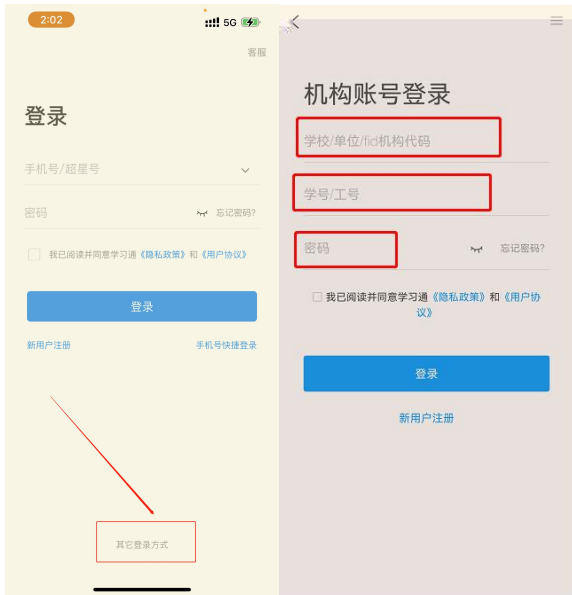 2:02
5G
客服
登录
手机号/超星号
密码
忘记密码?
我已阅读并同意学习通《隐私政策》和《用户协议》
登录
新用户注册
手机号快捷登录
其它登录方式
机构账号登录
学校/单位/fid机构代码
学号/工号
密码
忘记密码?
我已阅读并同意学习通《隐私政策》和《用户协
议》
登录
新用户注册